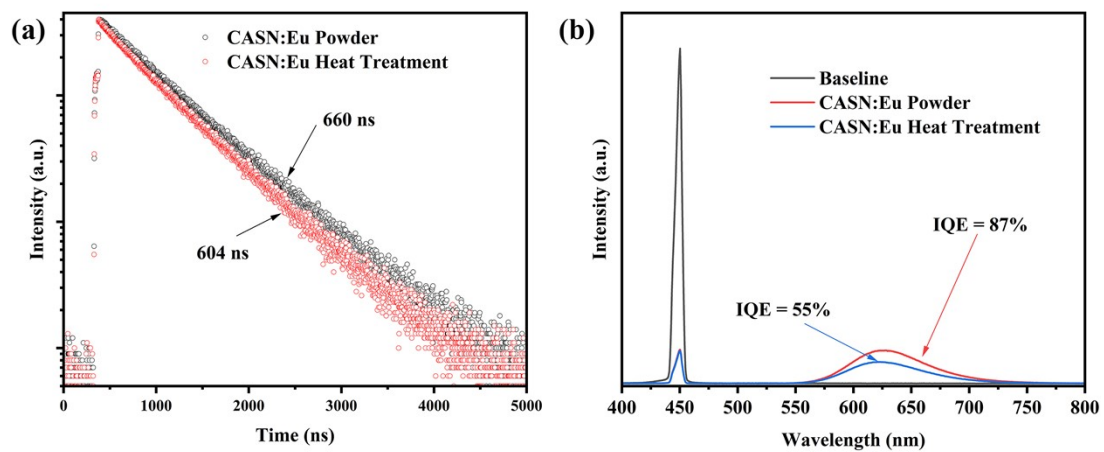 (a)
CASN:Eu Powder
CASN:Eu Heat Treatment
660 ns
604 ns
Intensity (a.u.)
0 1000 2000 3000 4000 5000
Time (ns)
(b)
Baseline
CASN:Eu Powder
CASN:Eu Heat Treatment
IQE = 87%
IQE = 55%
Intensity (a.u.)
400 450 500 550 600 650 700 750 800
Wavelength (nm)